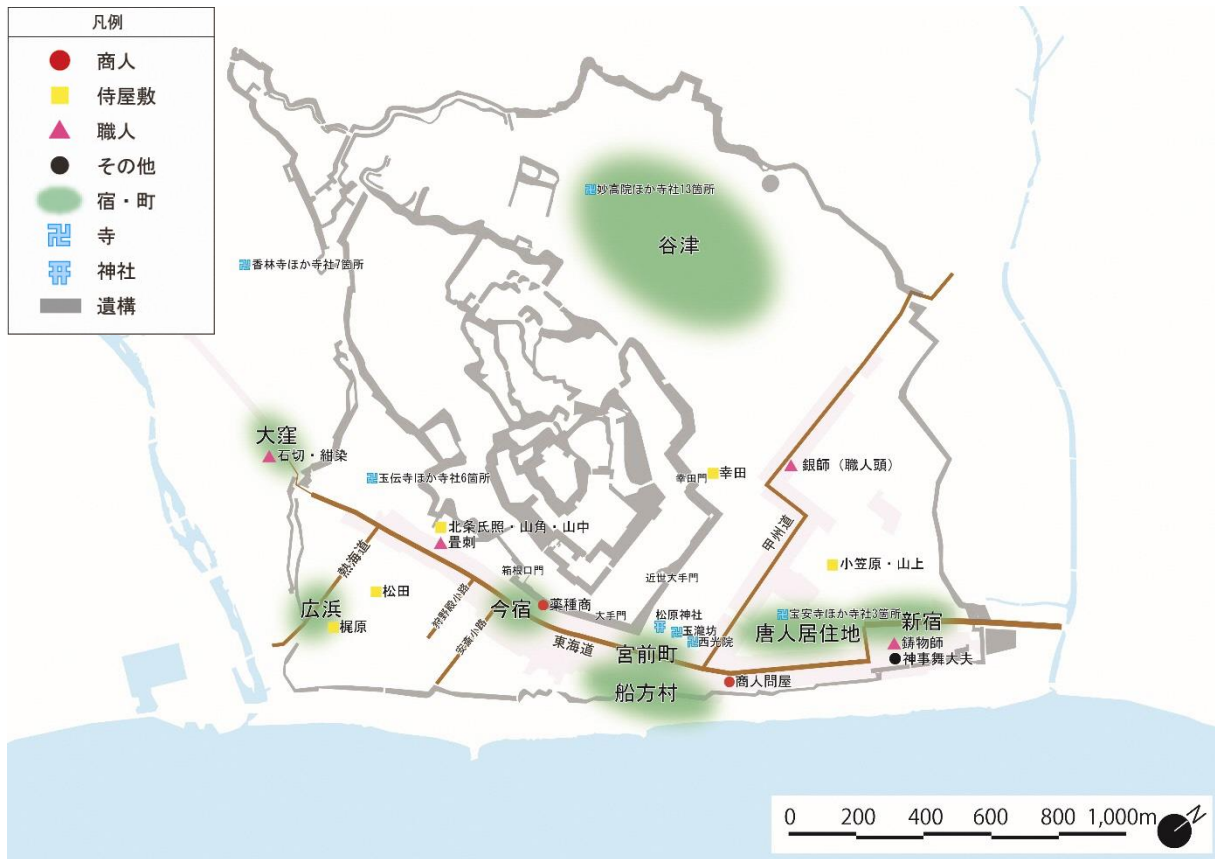 凡例
商人
侍屋敷
職人
その他
宿・町
寺
神社
遺構
妙高院ほか寺社13箇所
谷津
香林寺ほか寺社7箇所
大窪
石切・紺染
玉伝寺ほか寺社6箇所
幸田門
幸田
銀師（職人頭）
北条氏照・山角・山中
畳刺
甲州道
熱海道
箱根口門
近世大手門
小笠原・山上
松田
狩野殿小路
今宿
薬種商
大手門
松原神社
宝安寺ほか寺社3箇所
広浜
梶原
安斎小路
東海道
玉瀧坊
西光院
唐人居住地
新宿
鋳物師
神事舞太夫
宮前町
船方村
商人問屋
0 200 400 600 800 1,000m
N